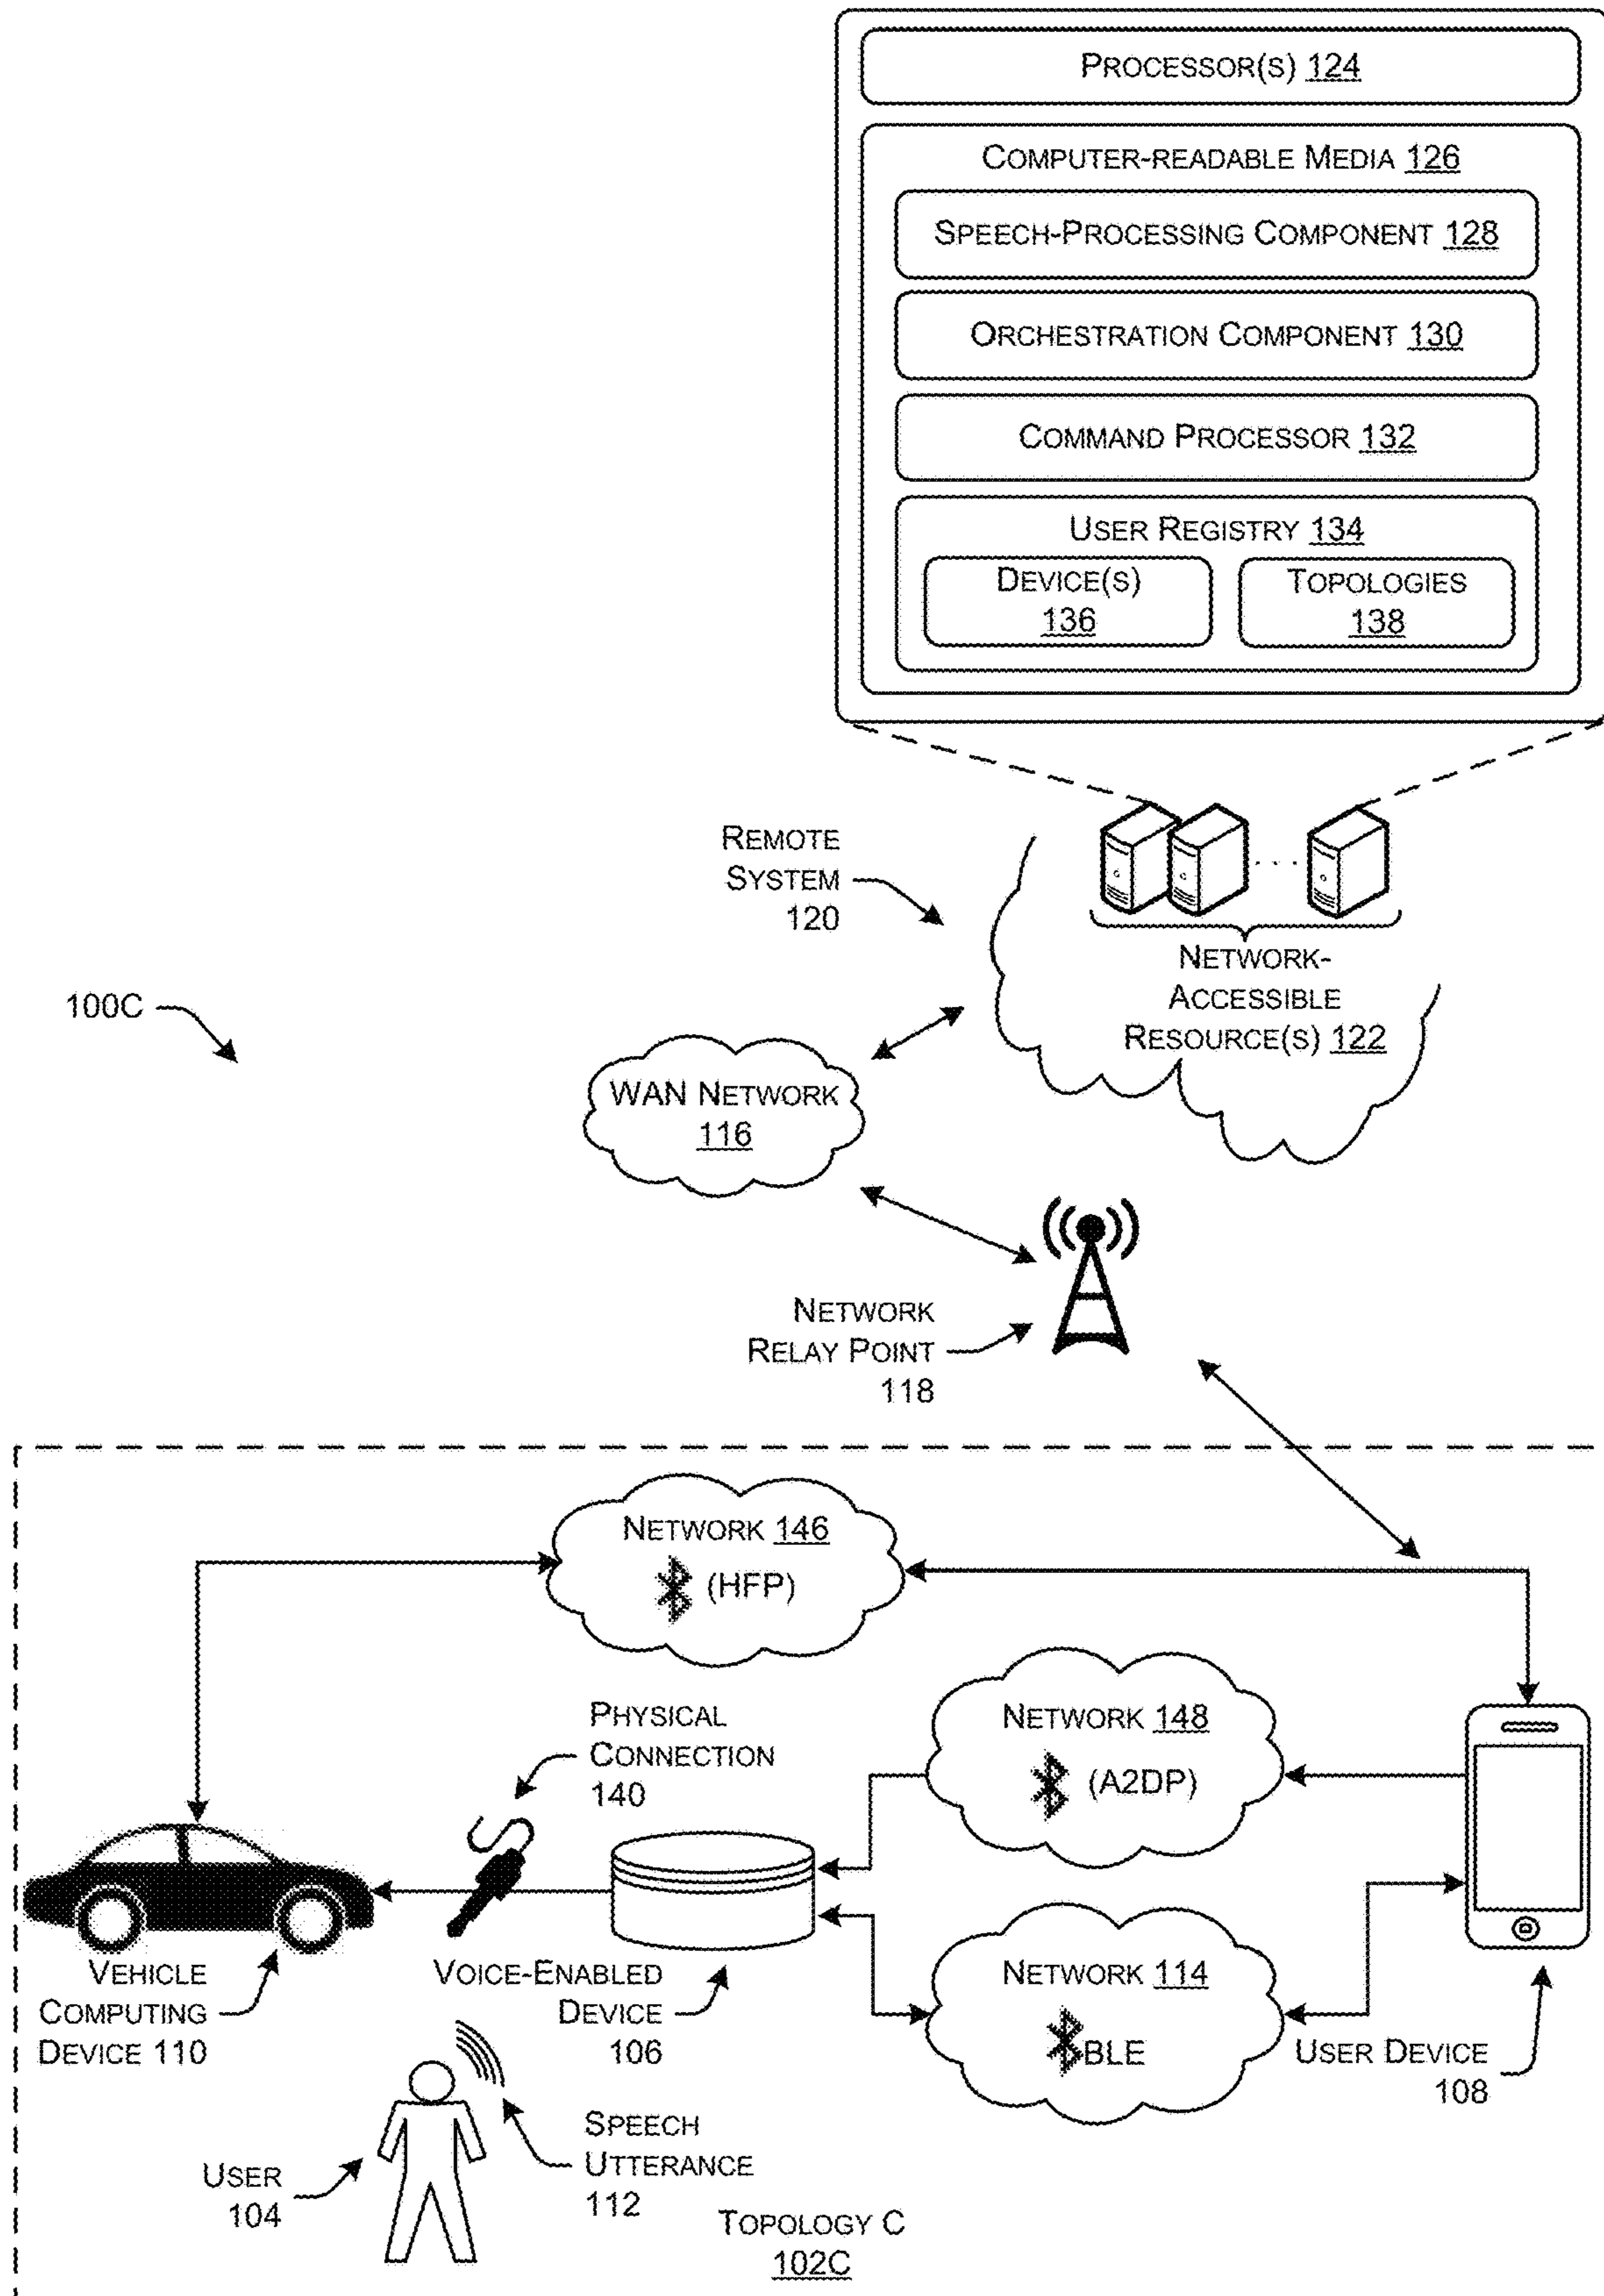 PROCESSOR(S) 124
COMPUTER-READABLE MEDIA 126
SPEECH-PROCESSING COMPONENT 128
ORCHESTRATION COMPONENT 130
COMMAND PROCESSOR 132
USER REGISTRY 134
DEVICE(S)
136
TOPOLOGIES
138
REMOTE
SYSTEM
120
NETWORK-
ACCESSIBLE
RESOURCE(S) 122
100C
WAN NETWORK
116
NETWORK
RELAY POINT
118
NETWORK 146
(HFP)
PHYSICAL
CONNECTION
140
NETWORK 148
(A2DP)
VEHICLE
COMPUTING
DEVICE 110
VOICE-ENABLED
DEVICE
106
NETWORK 114
BLE
USER DEVICE
108
USER
104
SPEECH
UTTERANCE
112
TOPOLOGY C
102C